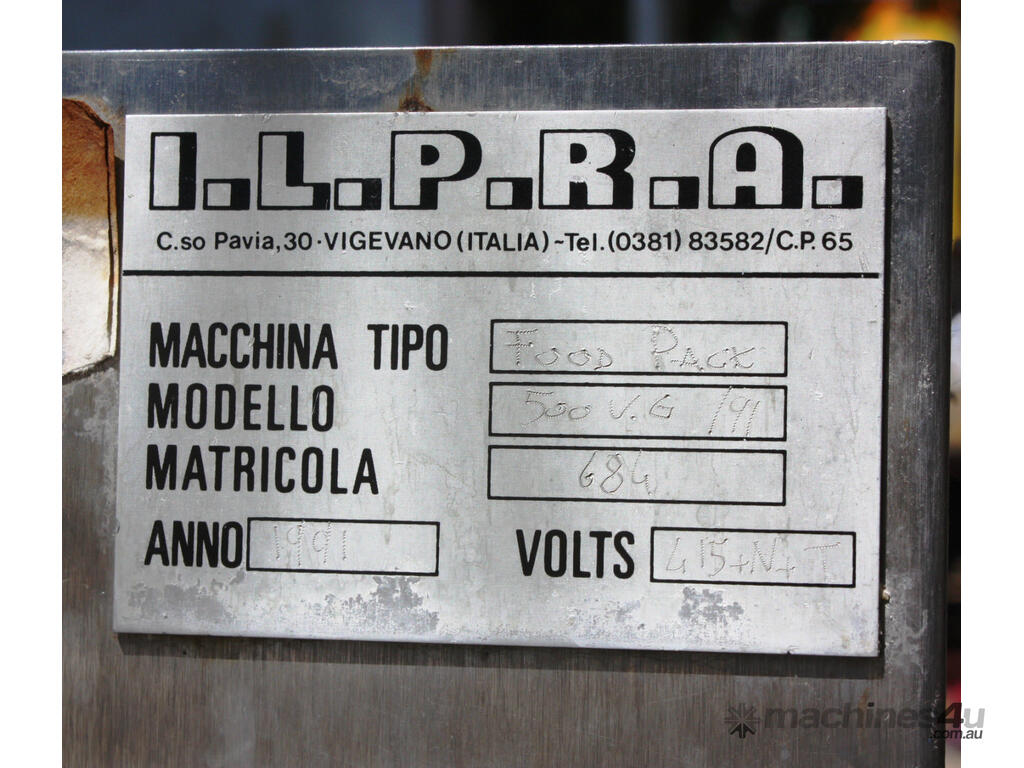 I.L.P.R.A.
C.so Pavia,30·VIGEVANO(ITALIA)-Tel.(0381) 83582/C.P. 65
MACCHINA TIPO FOOD PACK
MODELLO 500 V.G /91
MATRICOLA 684
ANNO 1991 VOLTS 415+N+T
machines4u
.com.au